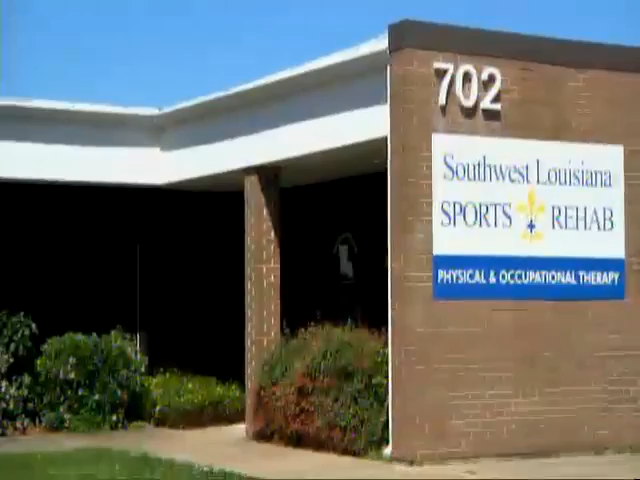 702
Southwest Louisiana
SPORTS REHAB
PHYSICAL & OCCUPATIONAL THERAPY